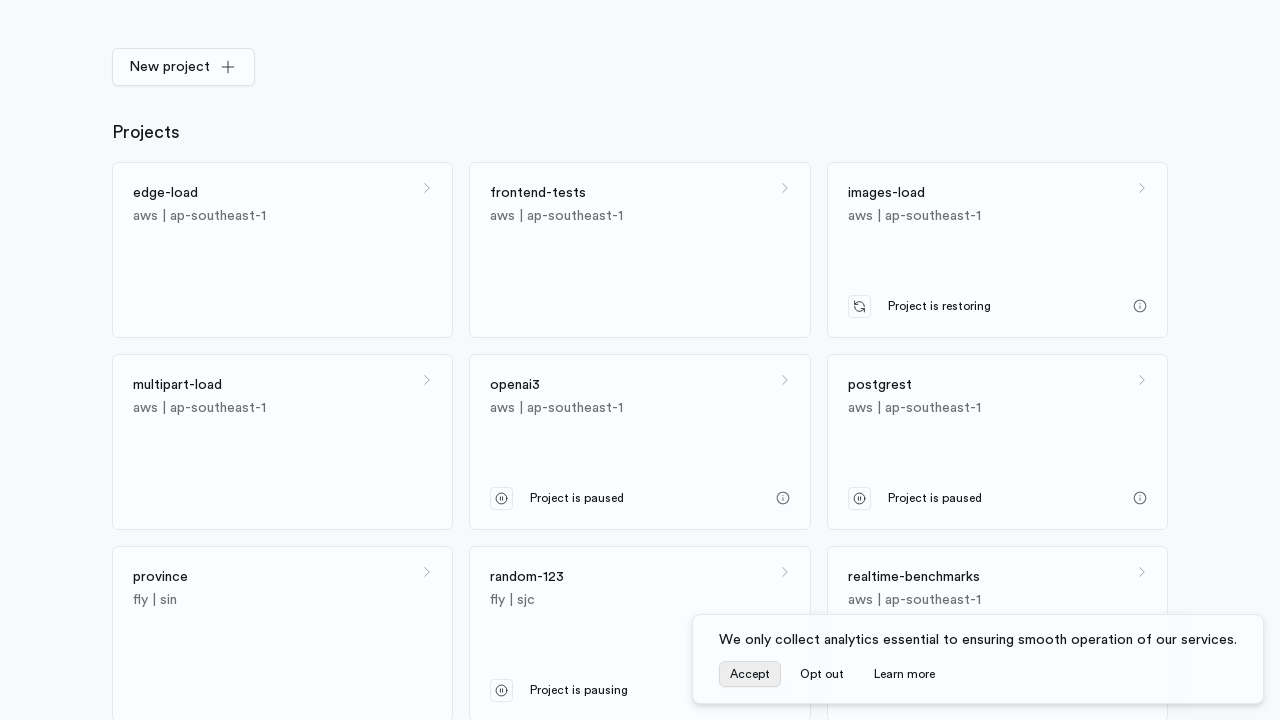 New project
Projects
edge-load
aws | ap-southeast-1
frontend-tests
aws | ap-southeast-1
images-load
aws | ap-southeast-1
Project is restoring
multipart-load
aws | ap-southeast-1
openai3
aws | ap-southeast-1
Project is paused
postgrest
aws | ap-southeast-1
Project is paused
province
fly | sin
random-123
fly | sjc
Project is pausing
realtime-benchmarks
aws | ap-southeast-1
We only collect analytics essential to ensuring smooth operation of our services.
Accept
Opt out
Learn more